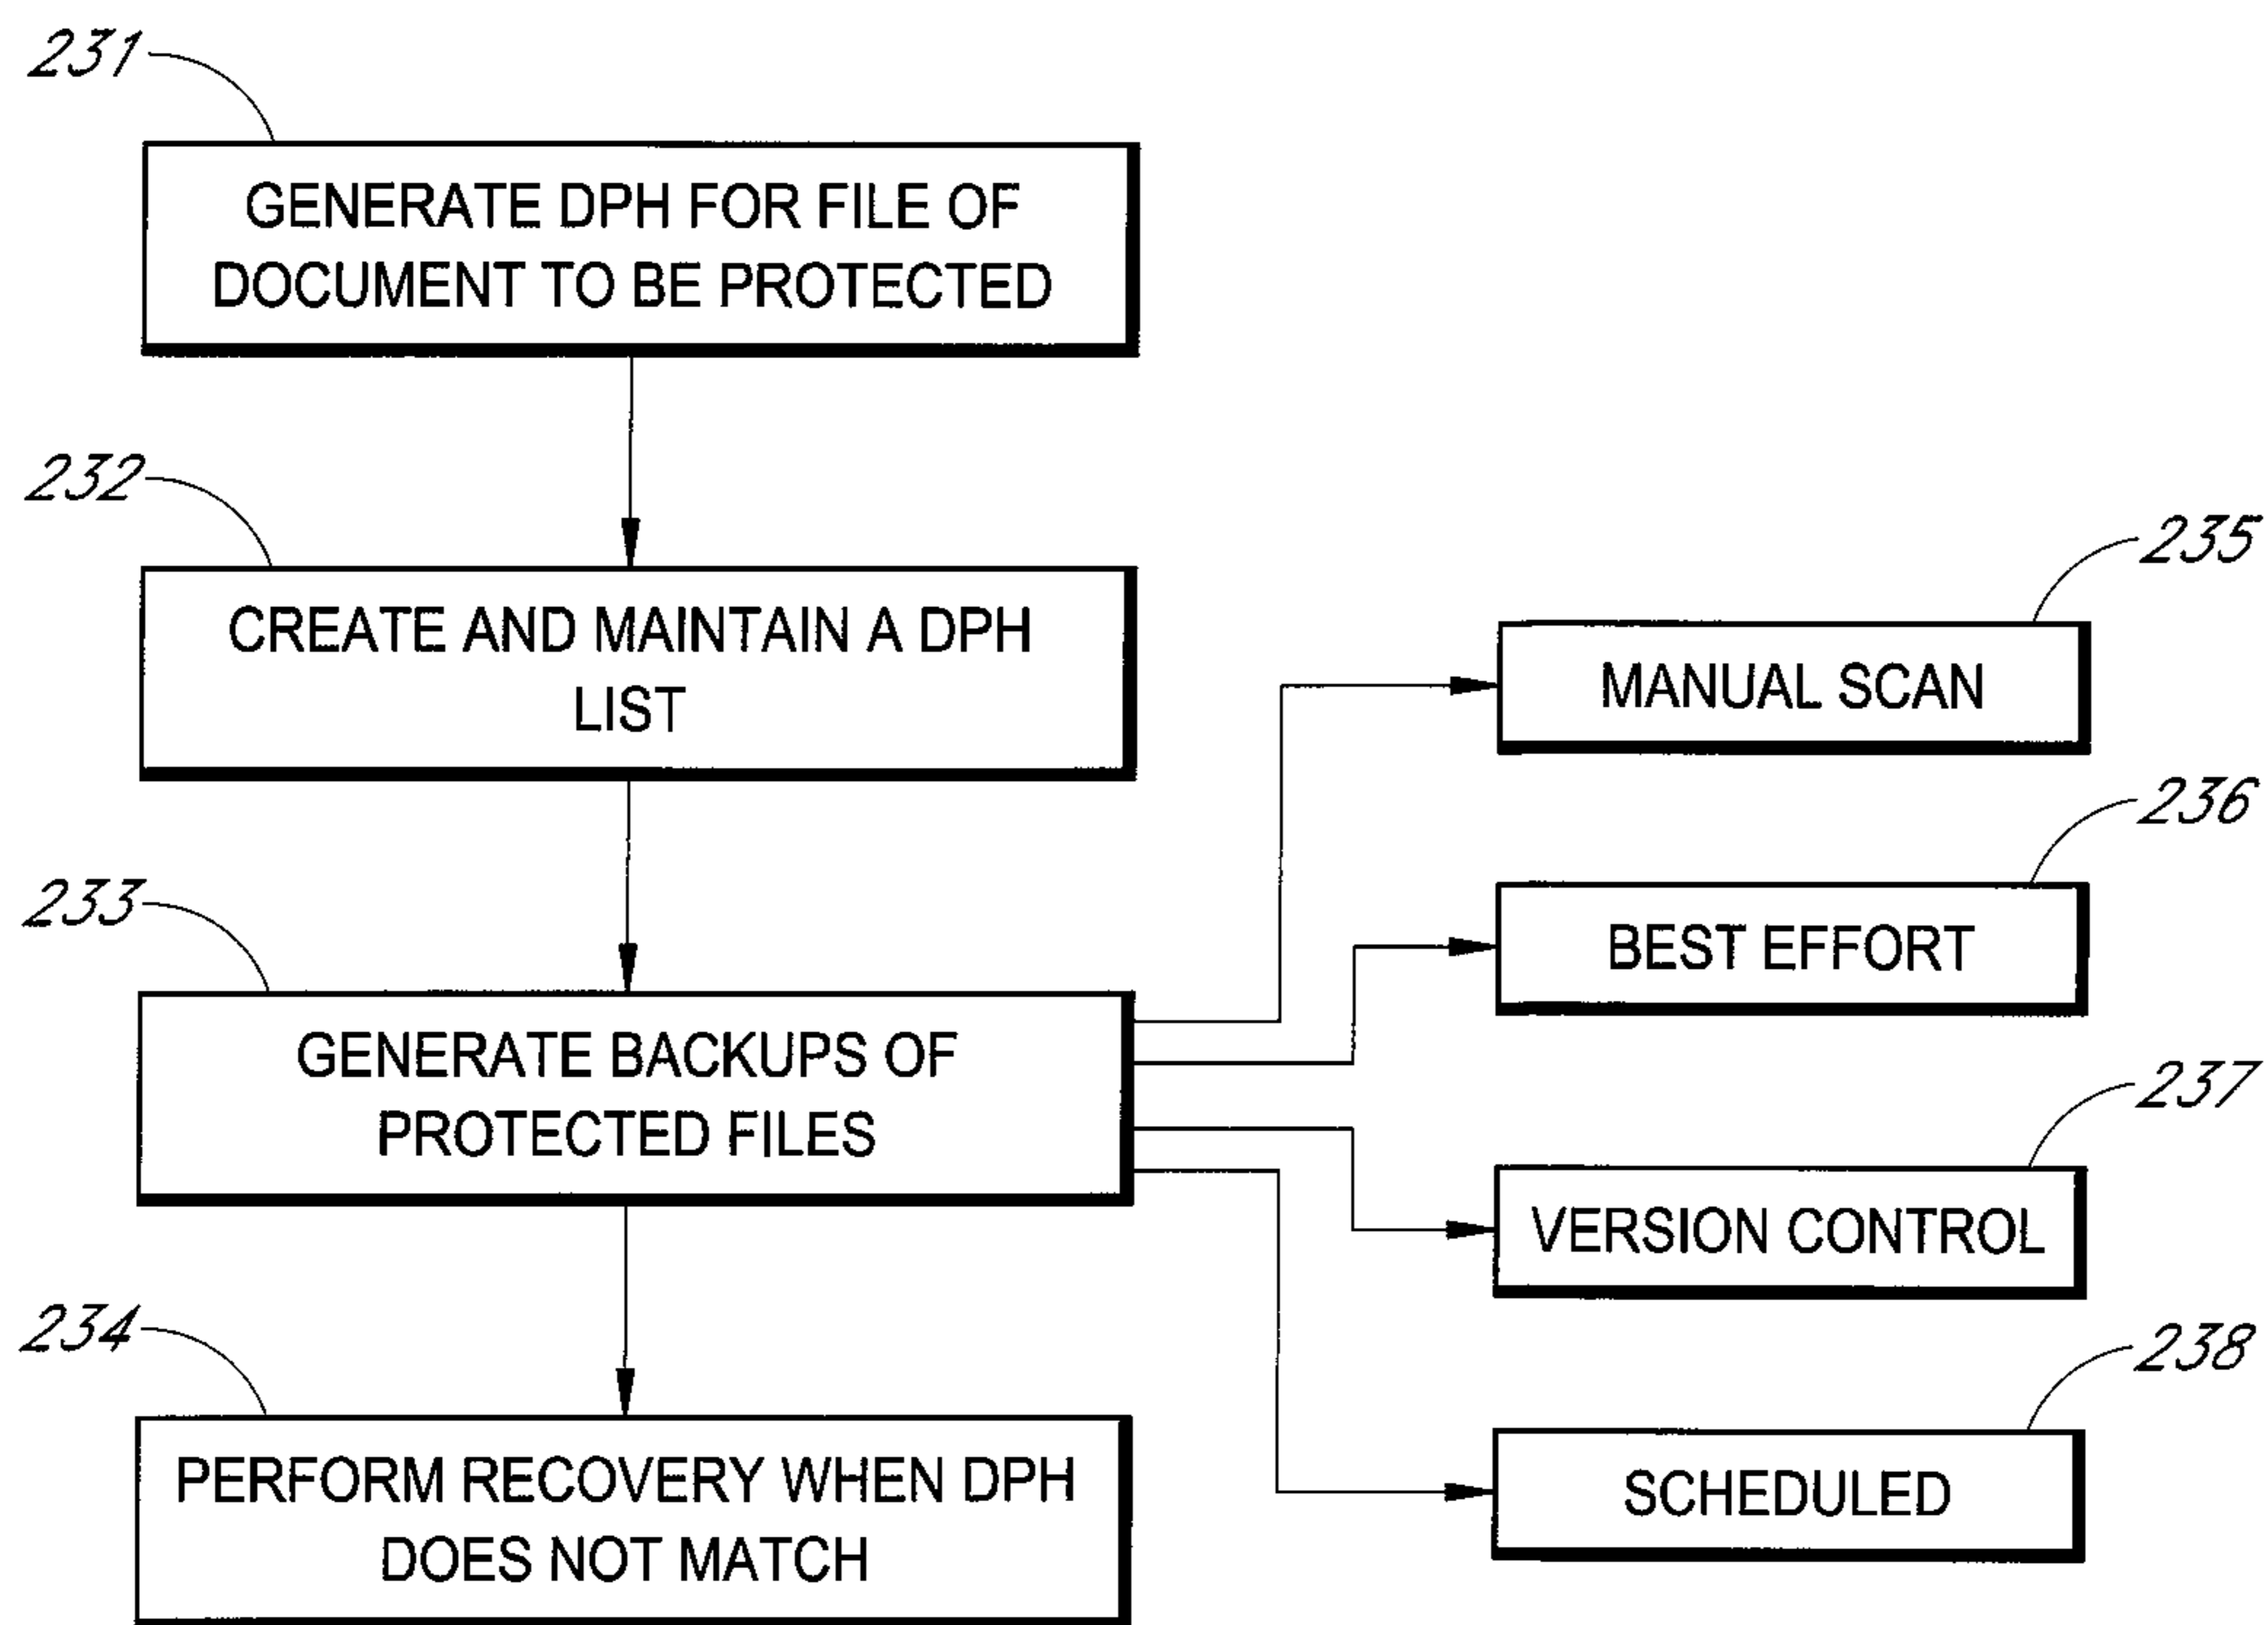 231
GENERATE DPH FOR FILE OF
DOCUMENT TO BE PROTECTED
232
CREATE AND MAINTAIN A DPH
LIST
233
GENERATE BACKUPS OF
PROTECTED FILES
234
PERFORM RECOVERY WHEN DPH
DOES NOT MATCH
235
MANUAL SCAN
236
BEST EFFORT
237
VERSION CONTROL
238
SCHEDULED